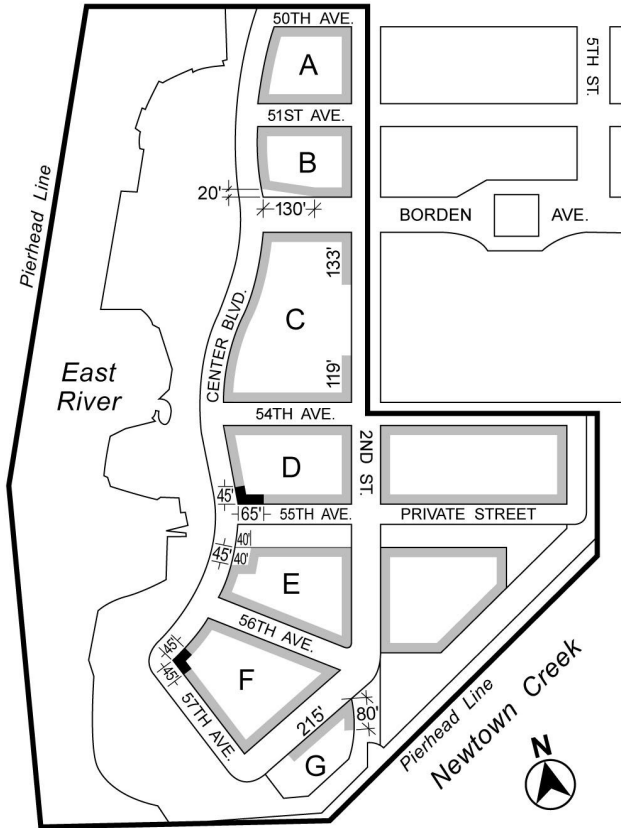 50TH AVE.
A
5TH ST.
51ST AVE.
B
Pierhead Line
20'
130'
BORDEN AVE.
133'
CENTER BLVD.
C
East
River
119'
54TH AVE.
2ND ST.
D
45'
65'
55TH AVE.
PRIVATE STREET
40'
45'
40'
E
56TH AVE.
45'
45'
F
57TH AVE.
215'
80'
G
Pierhead Line
Newtown Creek
N